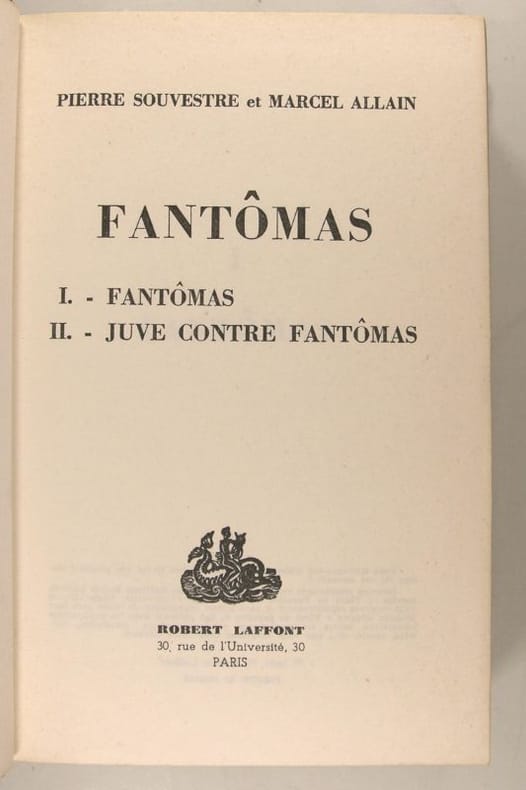 PIERRE SOUVESTRE et MARCEL ALLAIN
FANTÔMAS
I. - FANTÔMAS
II. - JUVE CONTRE FANTÔMAS
ROBERT LAFFONT
30, rue de l'Université, 30
PARIS